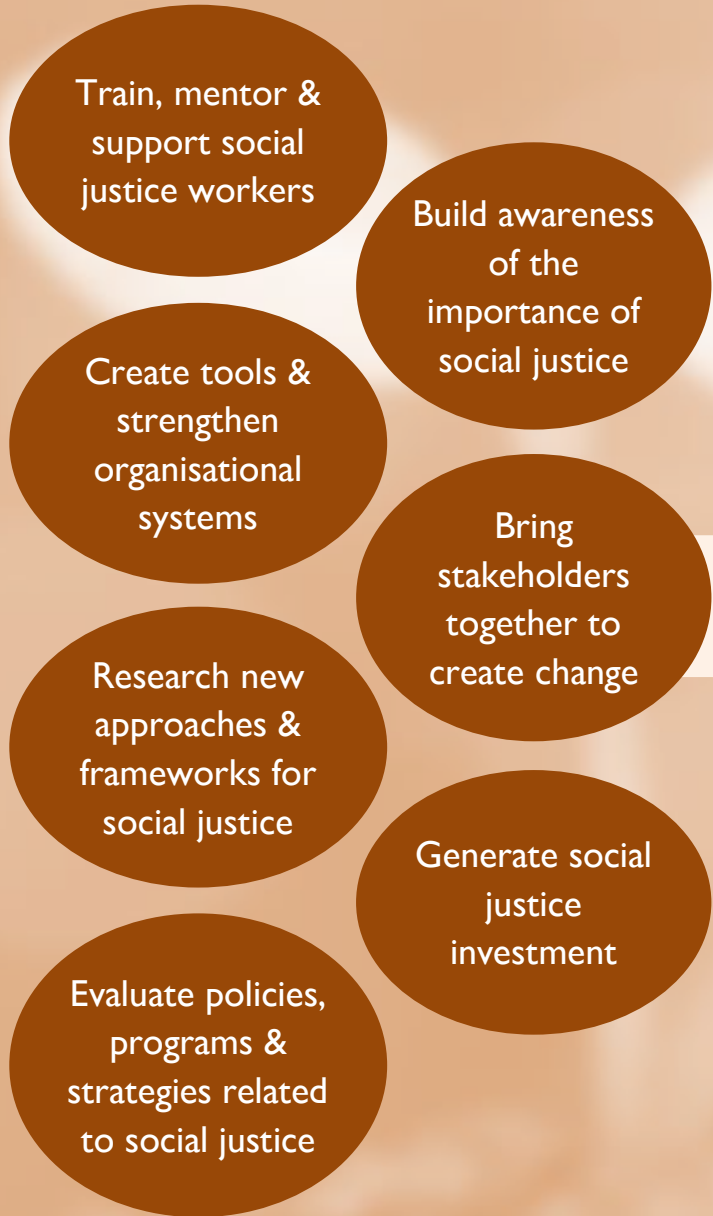 Train, mentor &
support social
justice workers
Build awareness
of the
importance of
social justice
Create tools &
strengthen
organisational
systems
Bring
stakeholders
together to
create change
Research new
approaches &
frameworks for
social justice
Generate social
justice
investment
Evaluate policies,
programs &
strategies related
to social justice